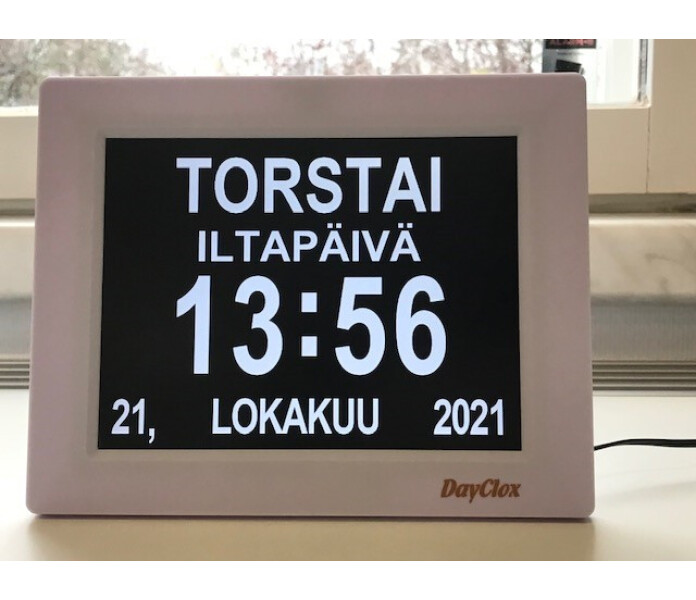 TORSTAI
ILTAPÄIVÄ
13:56
21, LOKAKUU 2021
DayClox